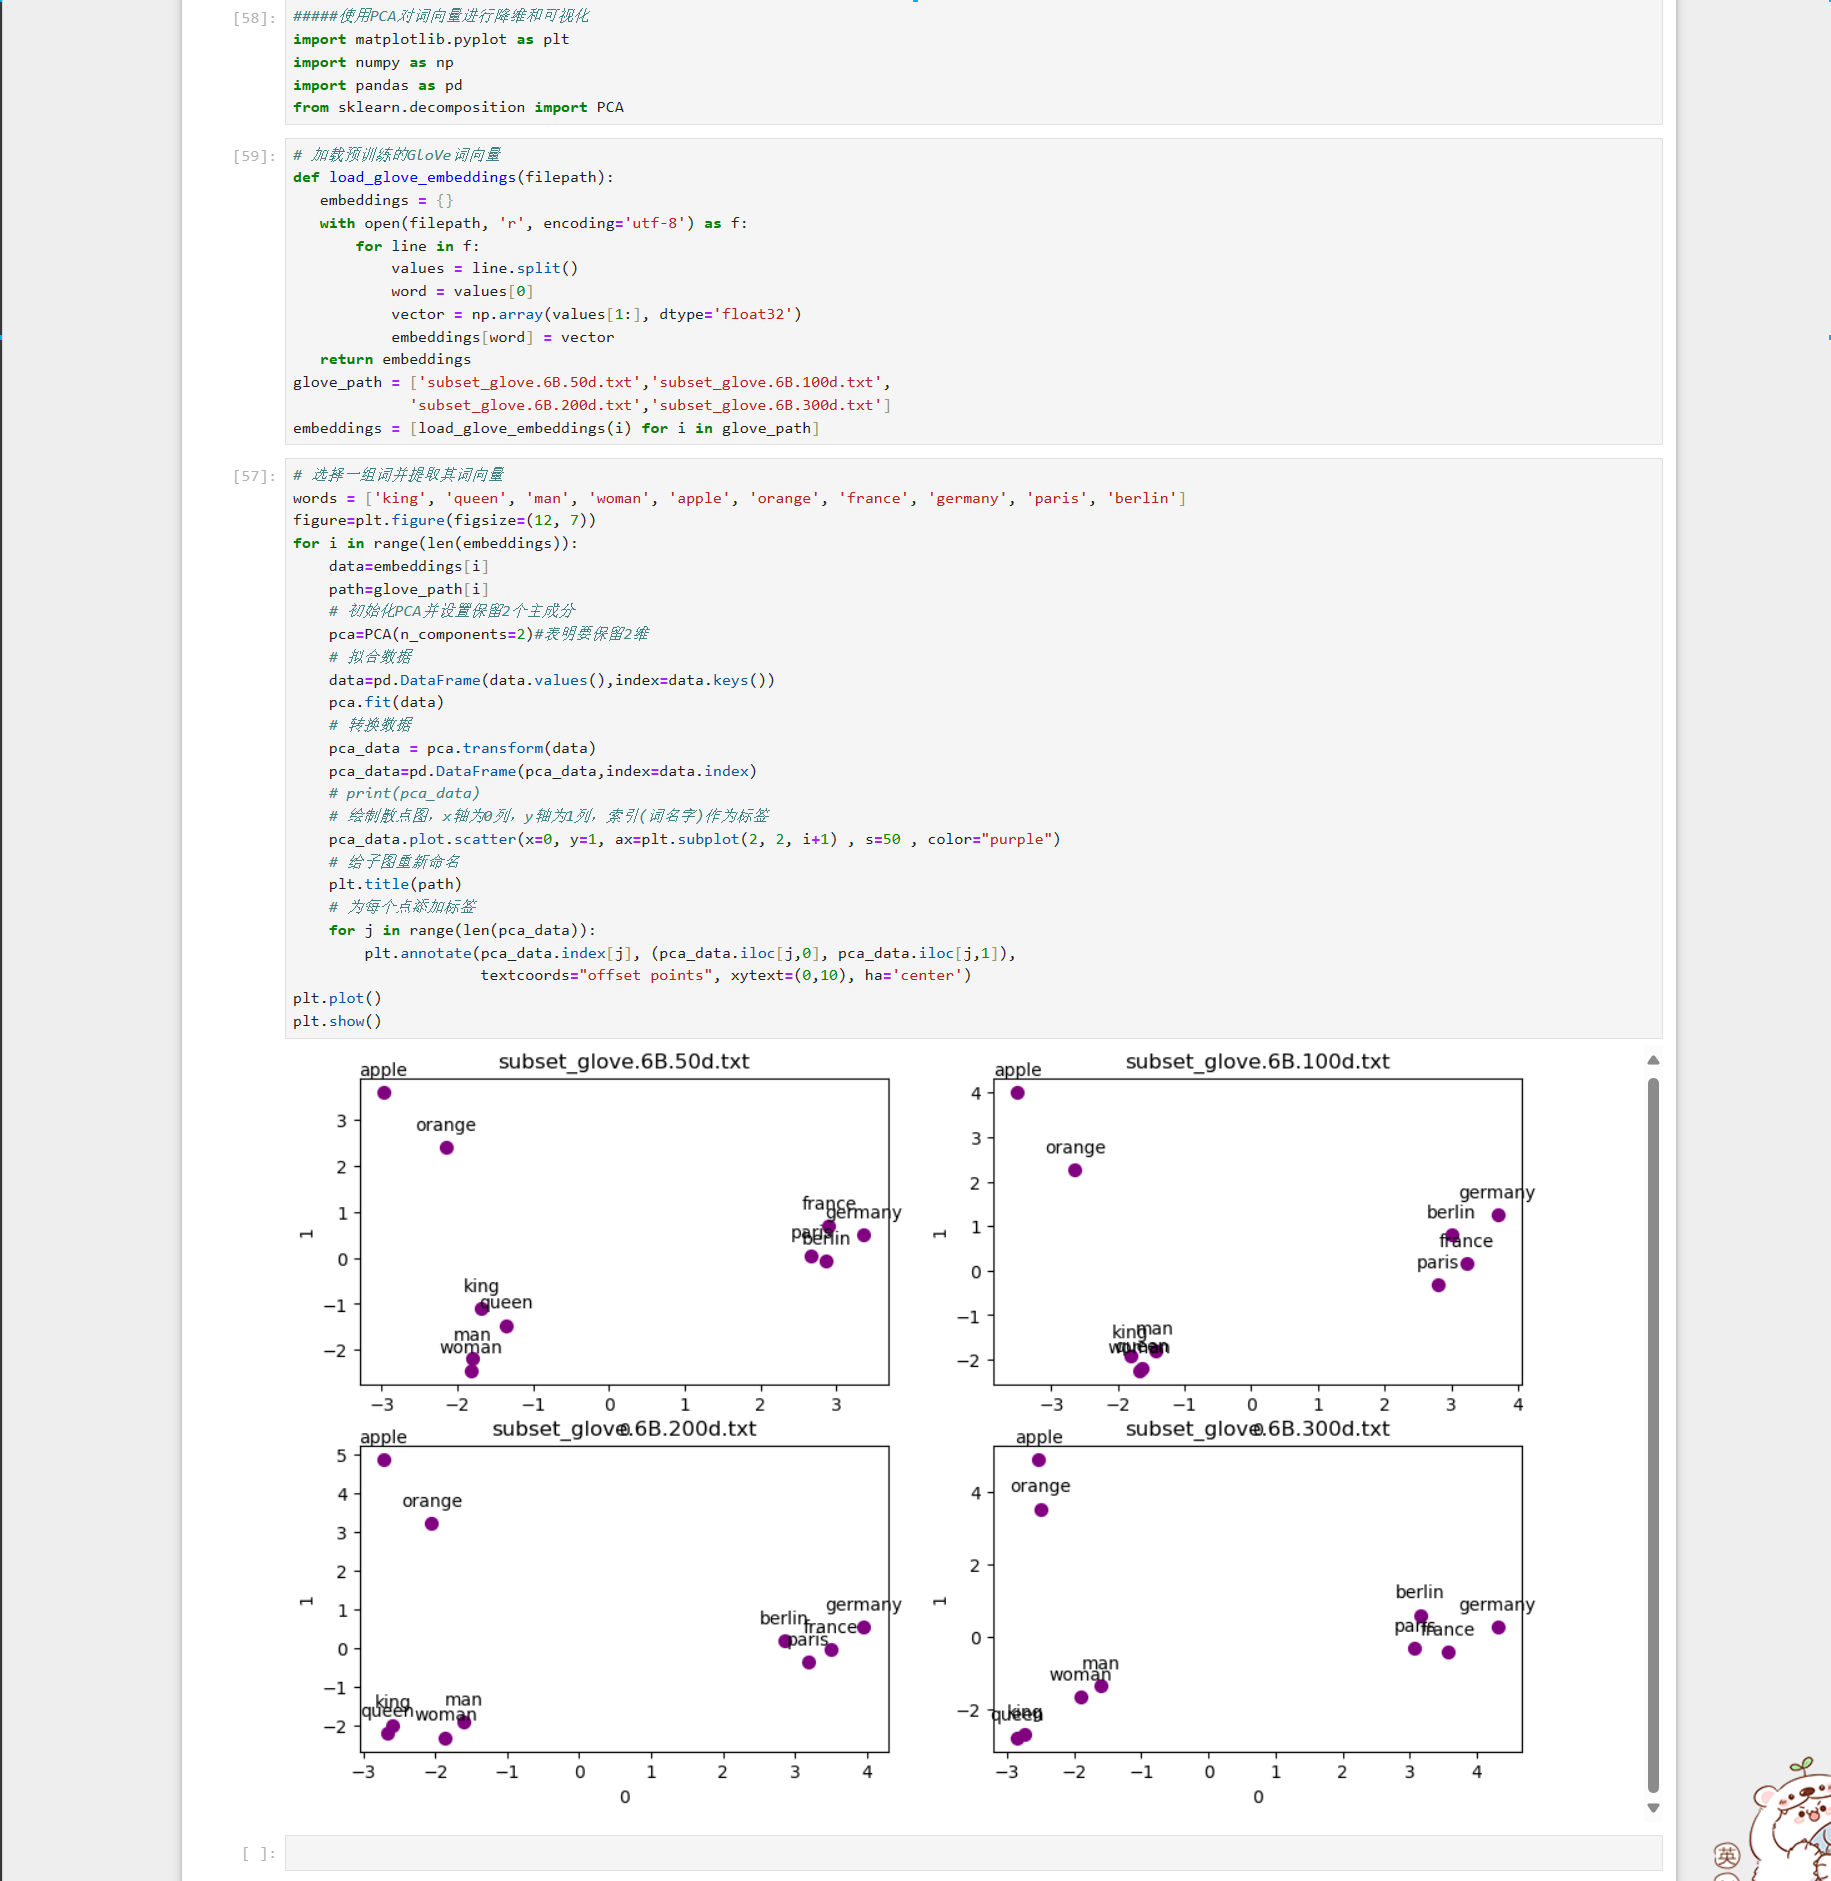 [58]:
#####使用PCA对词向量进行降维和可视化
import matplotlib.pyplot as plt
import numpy as np
import pandas as pd
from sklearn.decomposition import PCA
[59]:
# 加载预训练的GloVe词向量
def load_glove_embeddings(filepath):
   embeddings = {}
   with open(filepath, 'r', encoding='utf-8') as f:
       for line in f:
           values = line.split()
           word = values[0]
           vector = np.array(values[1:], dtype='float32')
           embeddings[word] = vector
   return embeddings
glove_path = ['subset_glove.6B.50d.txt','subset_glove.6B.100d.txt',
             'subset_glove.6B.200d.txt','subset_glove.6B.300d.txt']
embeddings = [load_glove_embeddings(i) for i in glove_path]
[57]:
# 选择一组词并提取其词向量
words = ['king', 'queen', 'man', 'woman', 'apple', 'orange', 'france', 'germany', 'paris', 'berlin']
figure=plt.figure(figsize=(12, 7))
for i in range(len(embeddings)):
    data=embeddings[i]
    path=glove_path[i]
    # 初始化PCA并设置保留2个主成分
    pca=PCA(n_components=2)#表明要保留2维
    # 拟合数据
    data=pd.DataFrame(data.values(),index=data.keys())
    pca.fit(data)
    # 转换数据
    pca_data = pca.transform(data)
    pca_data=pd.DataFrame(pca_data,index=data.index)
    # print(pca_data)
    # 绘制散点图，x轴为0列，y轴为1列，索引(词名字)作为标签
    pca_data.plot.scatter(x=0, y=1, ax=plt.subplot(2, 2, i+1) , s=50 , color="purple")
    # 给子图重新命名
    plt.title(path)
    # 为每个点添加标签
    for j in range(len(pca_data)):
        plt.annotate(pca_data.index[j], (pca_data.iloc[j,0], pca_data.iloc[j,1]),
                     textcoords="offset points", xytext=(0,10), ha='center')
plt.plot()
plt.show()
subset_glove.6B.50d.txt
apple
orange
france
germany
paris
berlin
king
queen
man
woman
3
2
1
0
−1
−2
1
−3 −2 −1 0 1 2 3
0
subset_glove.6B.100d.txt
apple
orange
germany
berlin
france
paris
king
man
woman
queen
4
3
2
1
0
−1
−2
1
−3 −2 −1 0 1 2 3 4
0
subset_glove.6B.200d.txt
apple
orange
germany
berlin
france
paris
king
man
queen
woman
5
4
3
2
1
0
−1
−2
1
−3 −2 −1 0 1 2 3 4
0
subset_glove.6B.300d.txt
apple
orange
berlin
germany
paris
france
man
woman
king
queen
4
2
0
−2
1
−3 −2 −1 0 1 2 3 4
0
[ ]:
英